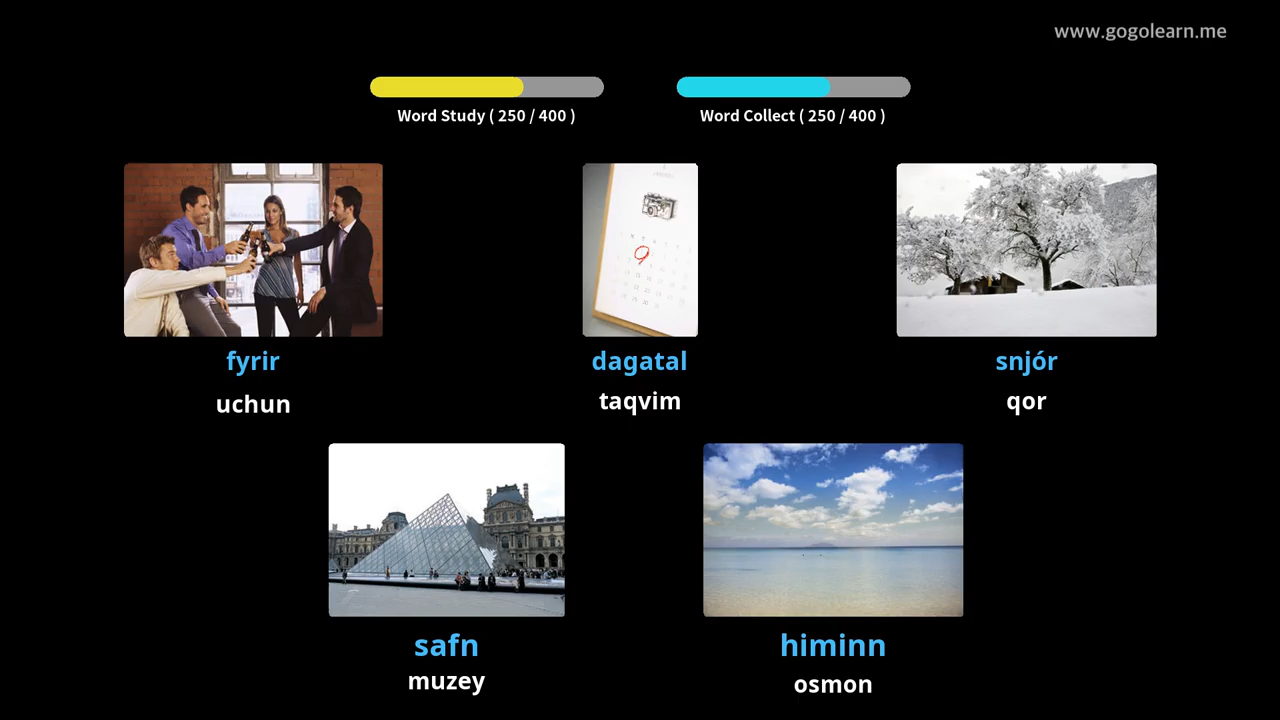 www.gogolearn.me
Word Study ( 250 / 400 )
Word Collect ( 250 / 400 )
fyrir
uchun
dagatal
taqvim
snjór
qor
safn
muzey
himinn
osmon